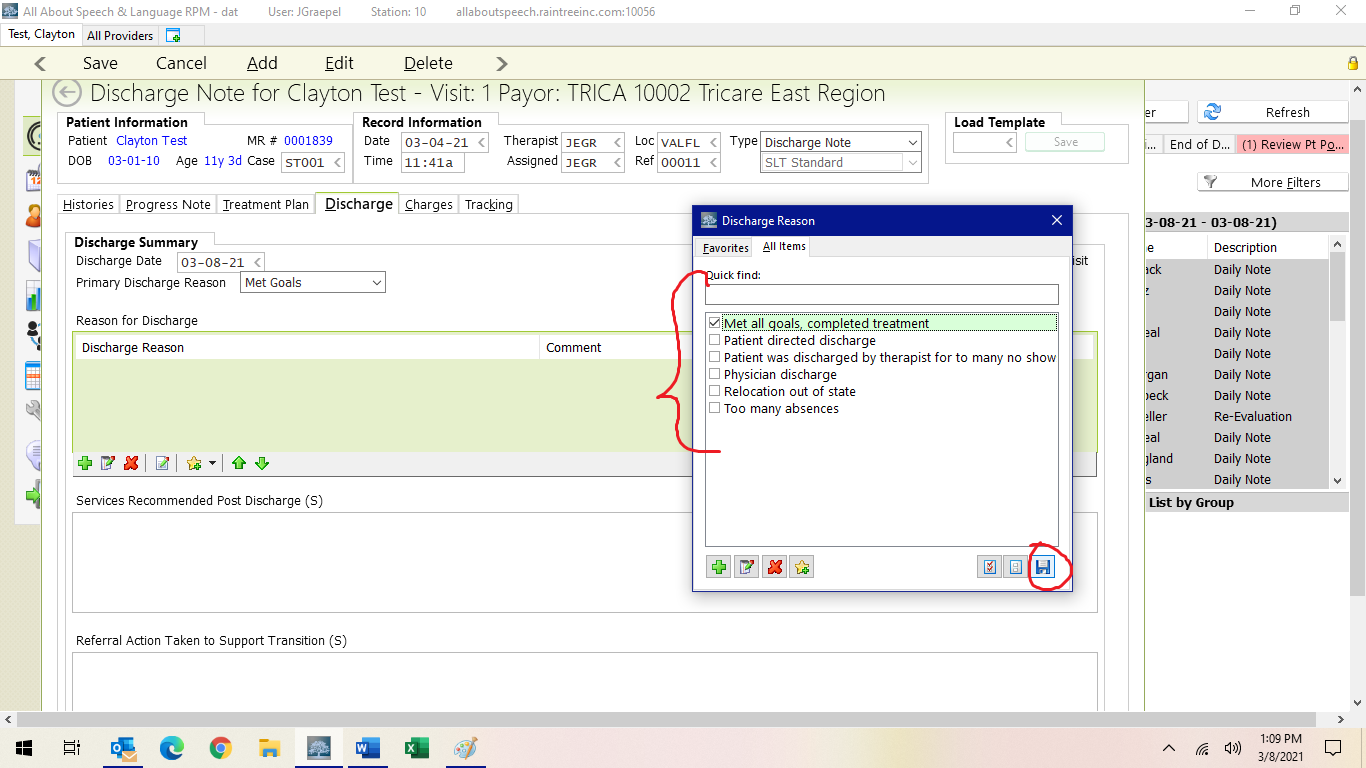 All About Speech & Language RPM - dat User: JGraepel Station: 10 allaboutspeech.raintreeinc.com:10056
Test, Clayton All Providers
Save Cancel Add Edit Delete
Discharge Note for Clayton Test - Visit: 1 Payor: TRICA 10002 Tricare East Region
er Refresh
Patient Information Record Information Load Template
Patient Clayton Test MR # 0001839 Date 03-04-21 Therapist JEGR Loc VALFL Type Discharge Note Save
DOB 03-01-10 Age 11y 3d Case ST001 Time 11:41a Assigned JEGR Ref 00011 SLT Standard
i... End of D... (1) Review Pt Po...
More Filters
Histories Progress Note Treatment Plan Discharge Charges Tracking
Discharge Reason
3-08-21 - 03-08-21)
Discharge Summary
Favorites All Items
e Description
Discharge Date 03-08-21 isit
Primary Discharge Reason Met Goals
Quick find:
ack Daily Note
z Daily Note
Daily Note
Reason for Discharge
Discharge Reason Comment
Met all goals, completed treatment
Patient directed discharge
Patient was discharged by therapist for to many no show
Physician discharge
Relocation out of state
Too many absences
eal Daily Note
Daily Note
rgan Daily Note
beck Daily Note
eller Re-Evaluation
eal Daily Note
gland Daily Note
s Daily Note
Services Recommended Post Discharge (S)
List by Group
Referral Action Taken to Support Transition (S)
1:09 PM
3/8/2021